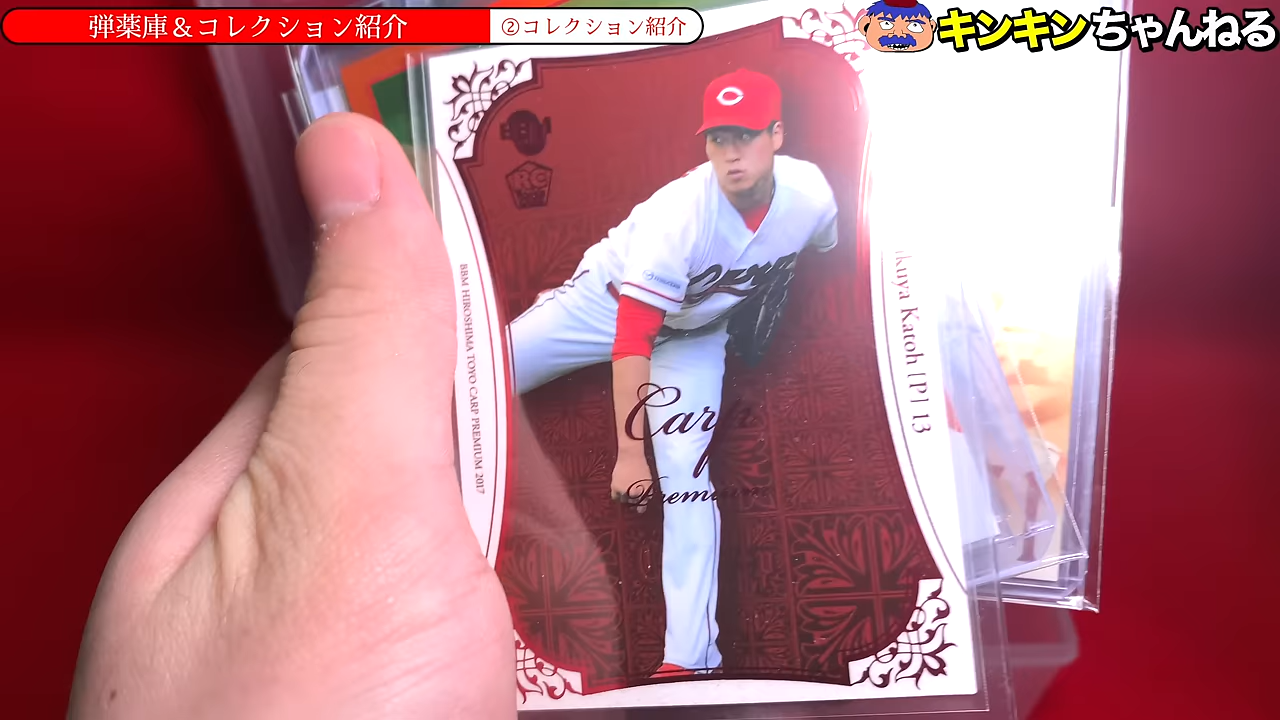 弾薬庫＆コレクション紹介
②コレクション紹介
キンキンちゃんねる
BBM
RC
BBM HIROSHIMA TOYO CARP PREMIUM 2017
Katoh [P] 13
Carp
Premium